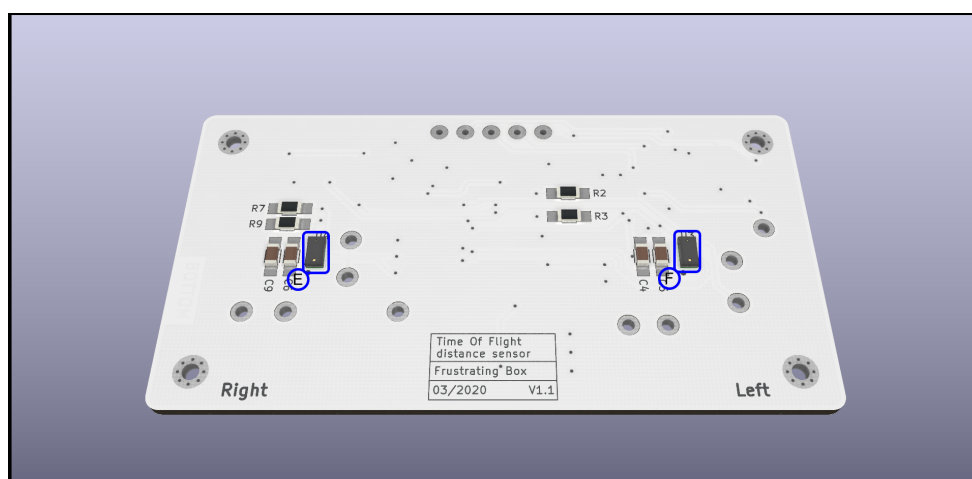 R2
R7
R3
R9
E
F
C9
C4
Time Of Flight
distance sensor
Frustrating Box
03/2020 V1.1
Right
Left